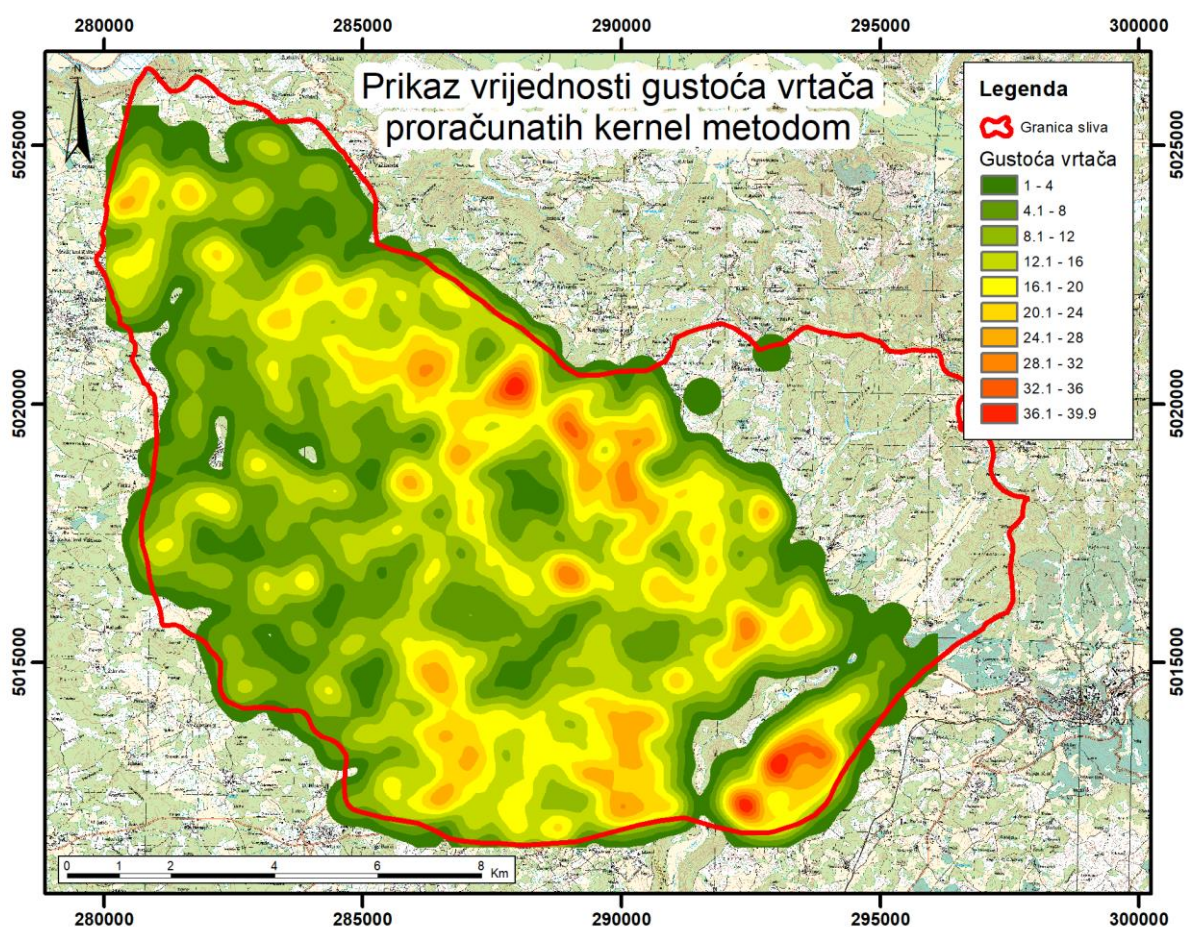 280000 285000 290000 295000 300000
Prikaz vrijednosti gustoća vrtača
proračunatih kernel metodom
N
Legenda
Granica sliva
Gustoća vrtača
1 - 4
4.1 - 8
8.1 - 12
12.1 - 16
16.1 - 20
20.1 - 24
24.1 - 28
28.1 - 32
32.1 - 36
36.1 - 39.9
5025000 5025000
5020000 5020000
5015000 5015000
0 1 2 4 6 8
Km
280000 285000 290000 295000 300000